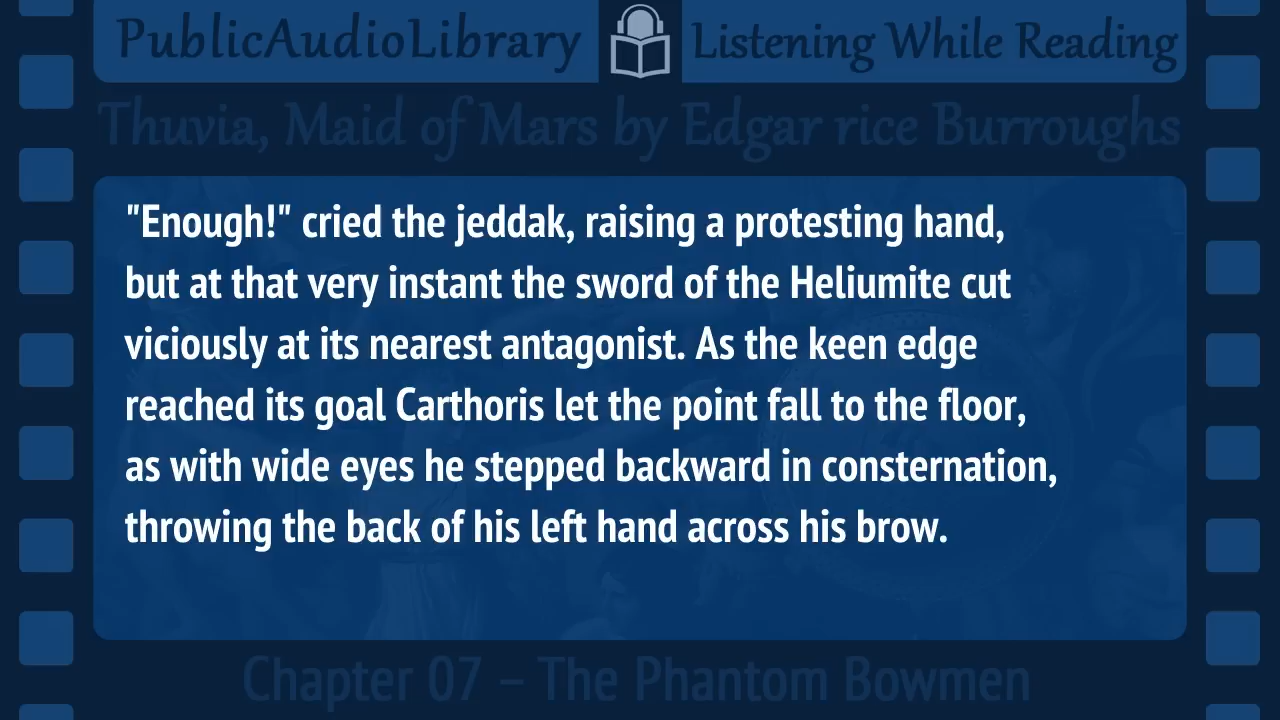 PublicAudioLibrary Listening While Reading
Thuvia, Maid of Mars by Edgar rice Burroughs
"Enough!" cried the jeddak, raising a protesting hand,
but at that very instant the sword of the Heliumite cut
viciously at its nearest antagonist. As the keen edge
reached its goal Carthoris let the point fall to the floor,
as with wide eyes he stepped backward in consternation,
throwing the back of his left hand across his brow.
Chapter 07 – The Phantom Bowmen